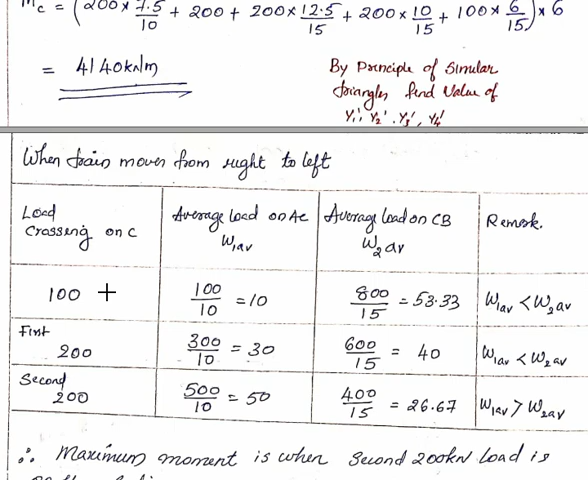 Mc = (200 × 7.5/10 + 200 + 200 × 12.5/15 + 200 × 10/15 + 100 × 6/15) × 6
= 4140 kNm
By Principle of Simular
triangles find Value of
Y1', Y2', Y3', Y4'
When train moves from right to left
Load Crossing on C | Average load on AC W1av | Average load on CB W2av | Remark.
100 + | 100/10 = 10 | 800/15 = 53.33 | W1av < W2av
First 200 | 300/10 = 30 | 600/15 = 40 | W1av < W2av
Second 200 | 500/10 = 50 | 400/15 = 26.67 | W1av > W2av
∴ Maximum moment is when Second 200kN load is